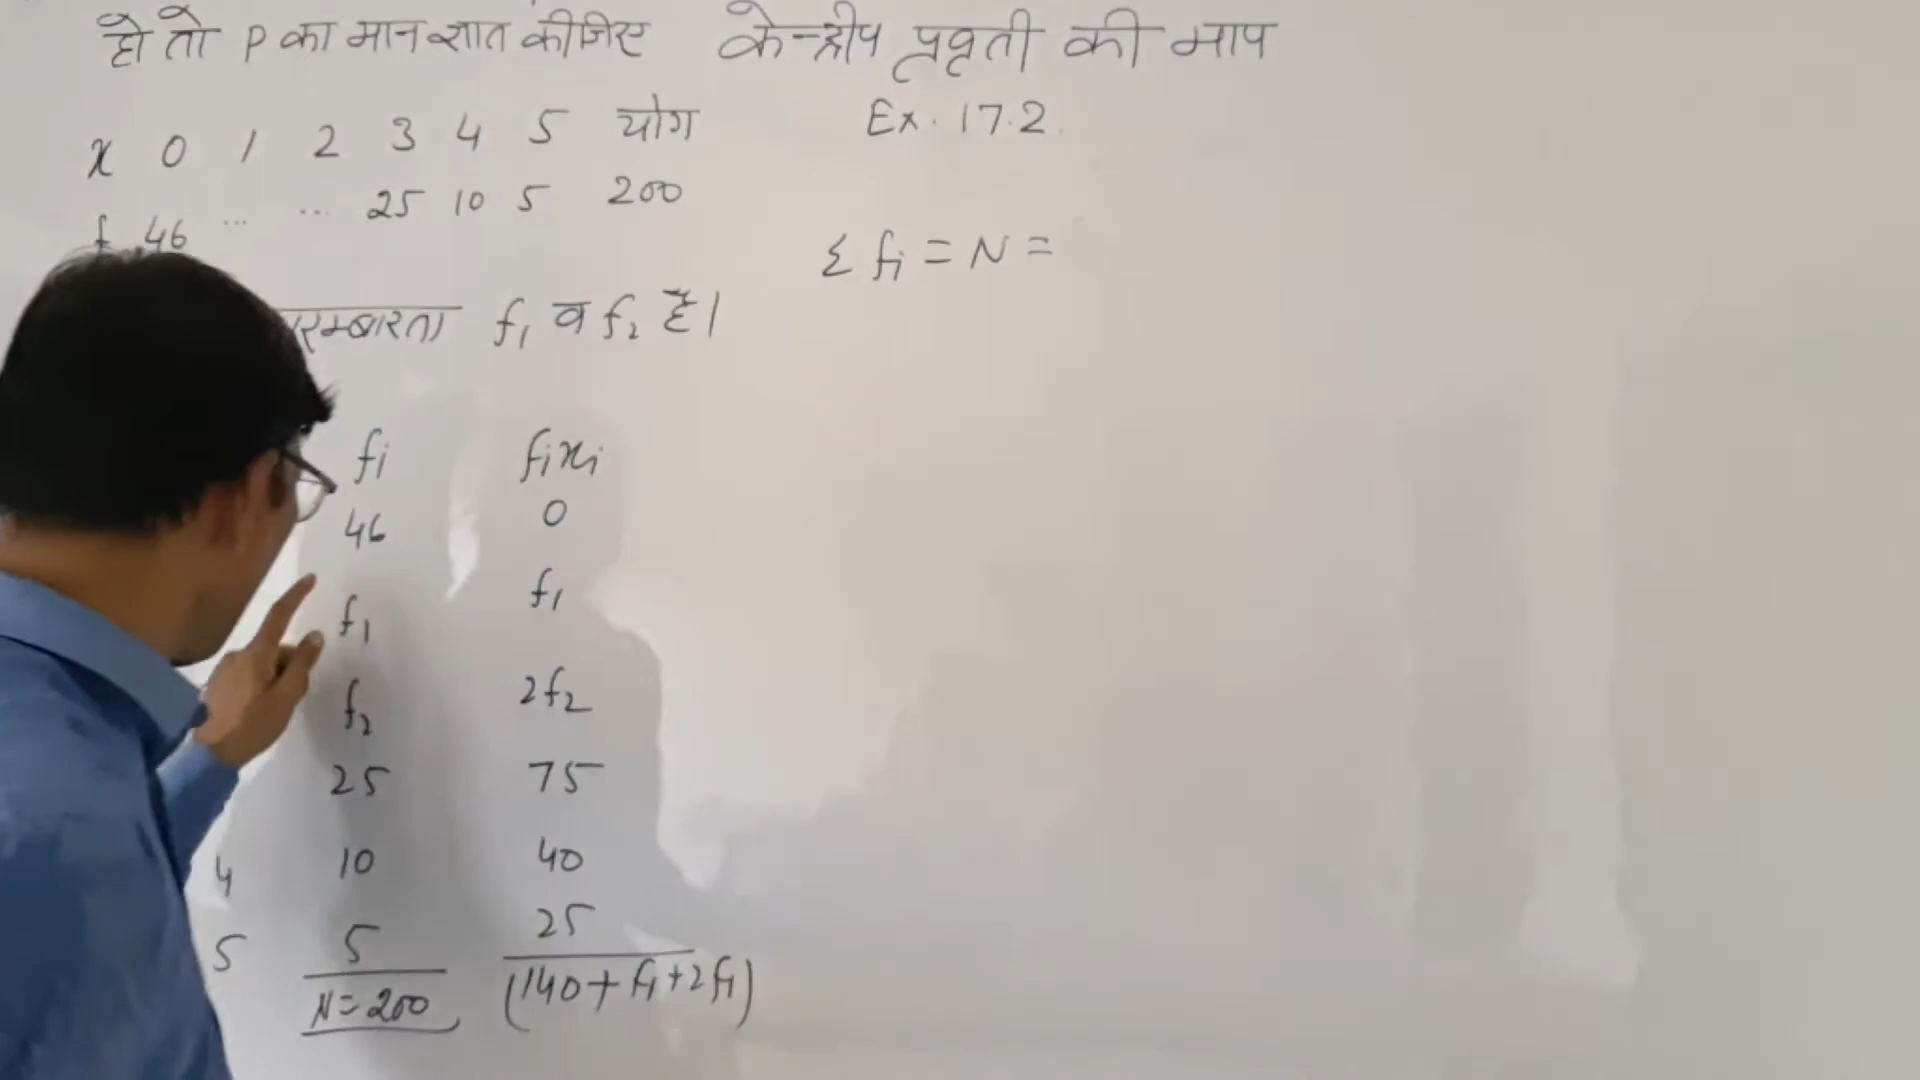 हो तो P का मान ज्ञात कीजिए
केन्द्रीय प्रवृती की माप
Ex. 17.2
x 0 1 2 3 4 5 योग
f 46 ... ... 25 10 5 200
f₁ व f₂ है।
Σ fi = N =
fi fixi
46 0
f₁ f₁
f₂ 2f₂
25 75
4 10 40
5 5 25
N=200 (140+f₁+2f₁)